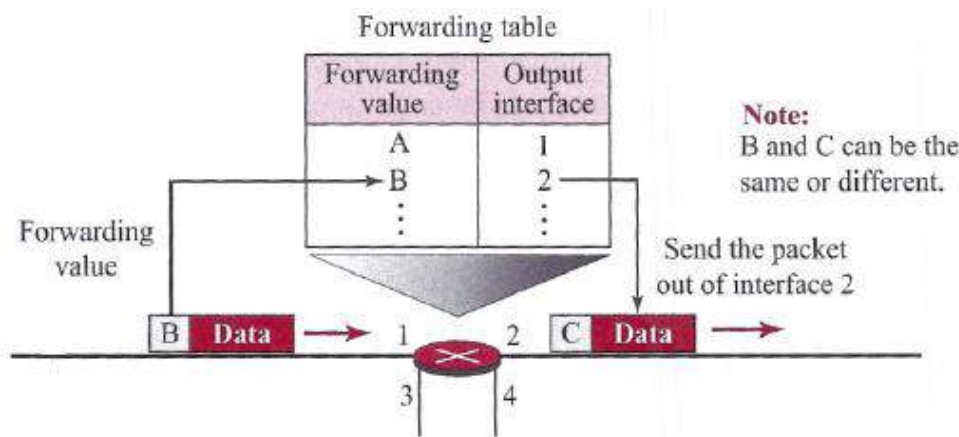 Forwarding table
Forwarding value
Output interface
A 1
B 2
Note:
B and C can be the
same or different.
Forwarding
value
Send the packet
out of interface 2
B Data
1
2
C Data
3
4